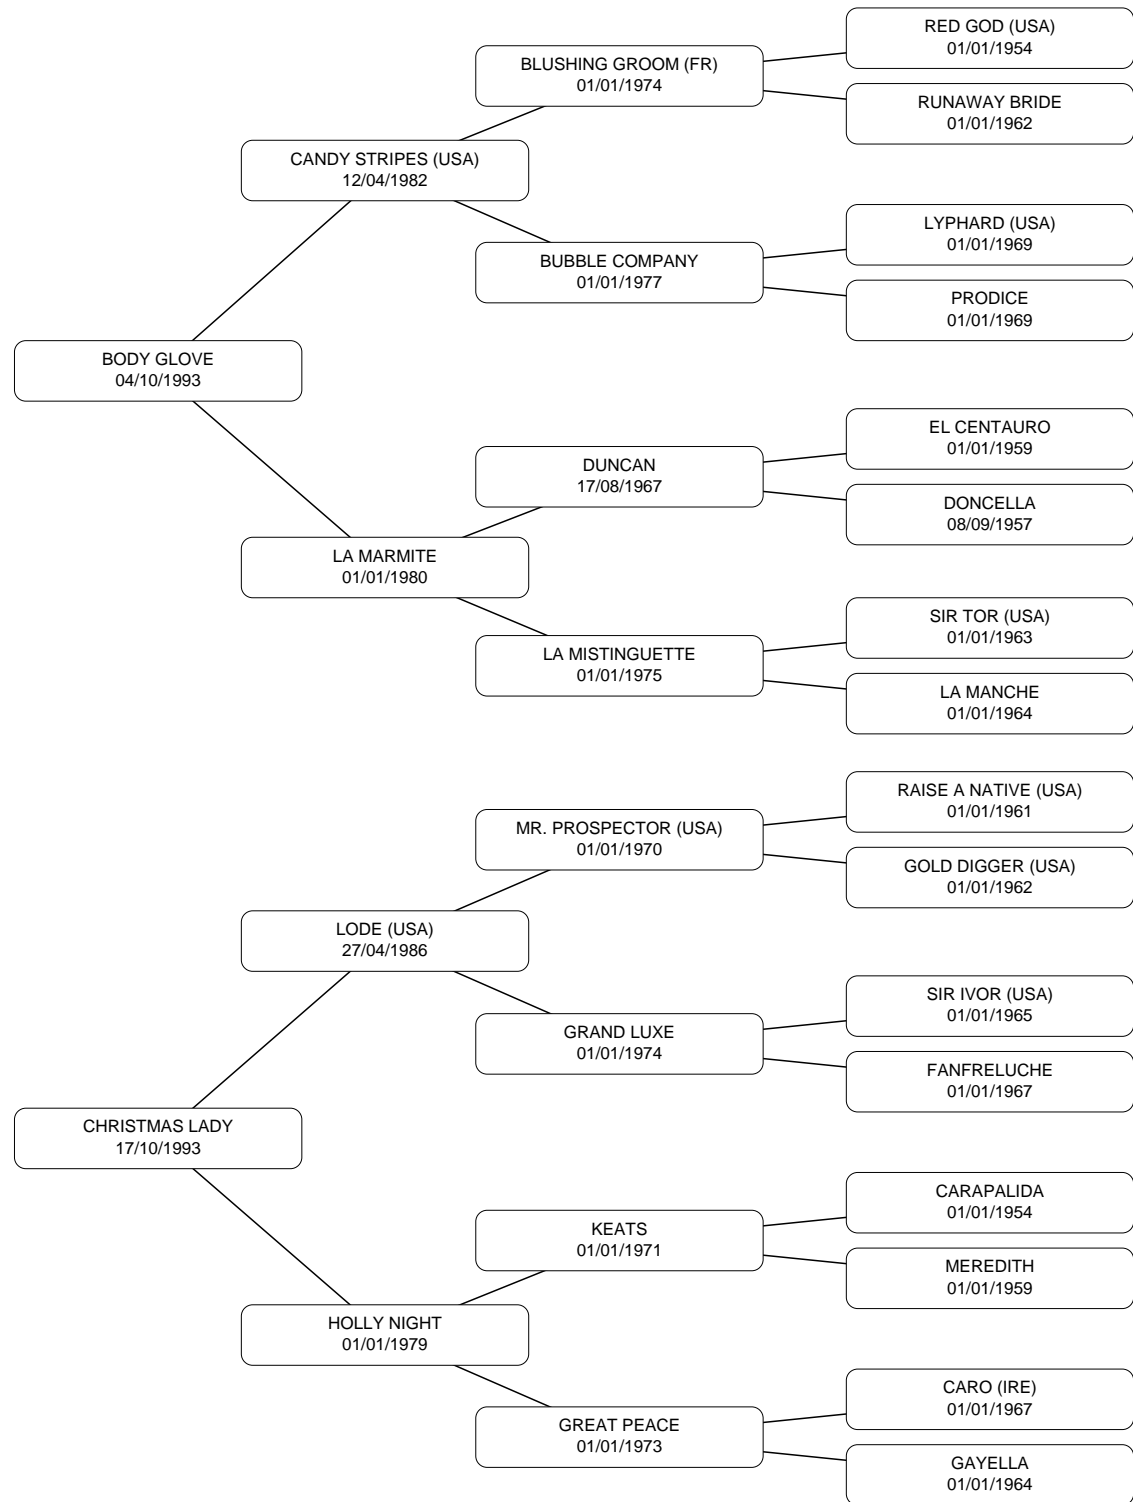 RED GOD (USA)
01/01/1954
BLUSHING GROOM (FR)
01/01/1974
RUNAWAY BRIDE
01/01/1962
CANDY STRIPES (USA)
12/04/1982
LYPHARD (USA)
01/01/1969
BUBBLE COMPANY
01/01/1977
PRODICE
01/01/1969
BODY GLOVE
04/10/1993
EL CENTAURO
01/01/1959
DUNCAN
17/08/1967
DONCELLA
08/09/1957
LA MARMITE
01/01/1980
SIR TOR (USA)
01/01/1963
LA MISTINGUETTE
01/01/1975
LA MANCHE
01/01/1964
RAISE A NATIVE (USA)
01/01/1961
MR. PROSPECTOR (USA)
01/01/1970
GOLD DIGGER (USA)
01/01/1962
LODE (USA)
27/04/1986
SIR IVOR (USA)
01/01/1965
GRAND LUXE
01/01/1974
FANFRELUCHE
01/01/1967
CHRISTMAS LADY
17/10/1993
CARAPALIDA
01/01/1954
KEATS
01/01/1971
MEREDITH
01/01/1959
HOLLY NIGHT
01/01/1979
CARO (IRE)
01/01/1967
GREAT PEACE
01/01/1973
GAYELLA
01/01/1964